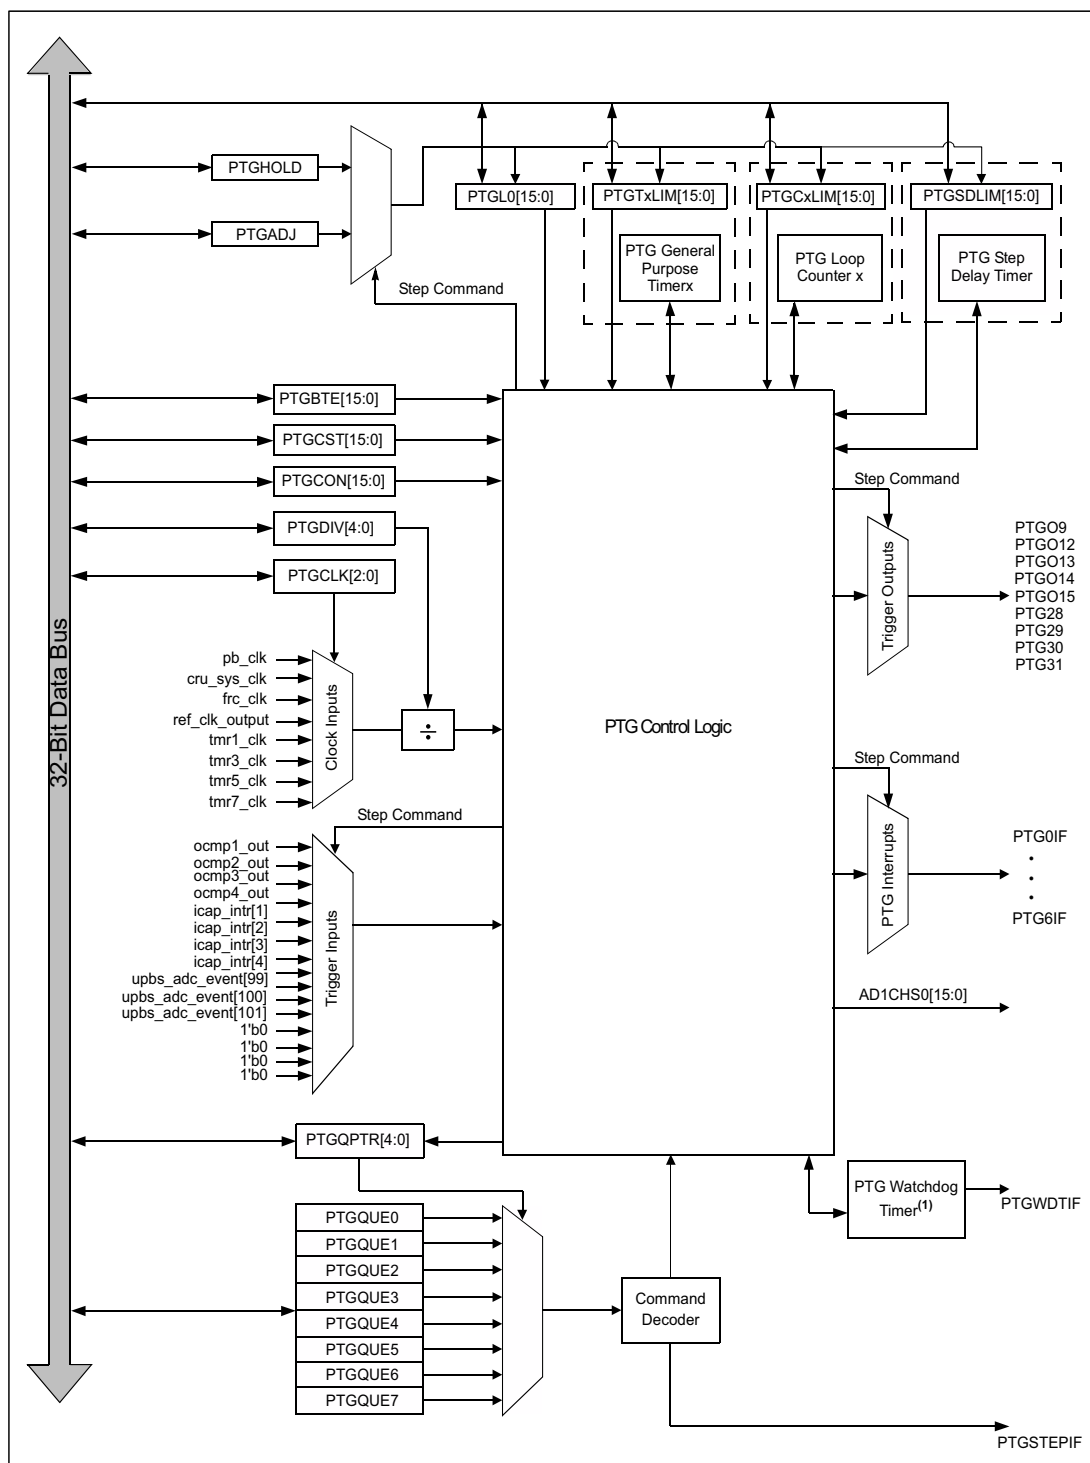 32-Bit Data Bus
PTGHOLD
PTGADJ
PTGL0[15:0]
PTGTxLIM[15:0]
PTGCxLIM[15:0]
PTGSDLIM[15:0]
PTG General
Purpose
Timerx
PTG Loop
Counter x
PTG Step
Delay Timer
Step Command
PTGBTE[15:0]
PTGCST[15:0]
PTGCON[15:0]
PTGDIV[4:0]
PTGCLK[2:0]
pb_clk
cru_sys_clk
frc_clk
ref_clk_output
tmr1_clk
tmr3_clk
tmr5_clk
tmr7_clk
Clock Inputs
÷
PTG Control Logic
Step Command
Trigger Outputs
PTGO9
PTGO12
PTGO13
PTGO14
PTGO15
PTG28
PTG29
PTG30
PTG31
Step Command
PTG Interrupts
PTG0IF
PTG6IF
Step Command
ocmp1_out
ocmp2_out
ocmp3_out
ocmp4_out
icap_intr[1]
icap_intr[2]
icap_intr[3]
icap_intr[4]
upbs_adc_event[99]
upbs_adc_event[100]
upbs_adc_event[101]
1'b0
1'b0
1'b0
1'b0
Trigger Inputs
AD1CHS0[15:0]
PTGQPTR[4:0]
PTG Watchdog
Timer(1)
PTGWDTIF
PTGQUE0
PTGQUE1
PTGQUE2
PTGQUE3
PTGQUE4
PTGQUE5
PTGQUE6
PTGQUE7
Command
Decoder
PTGSTEPIF